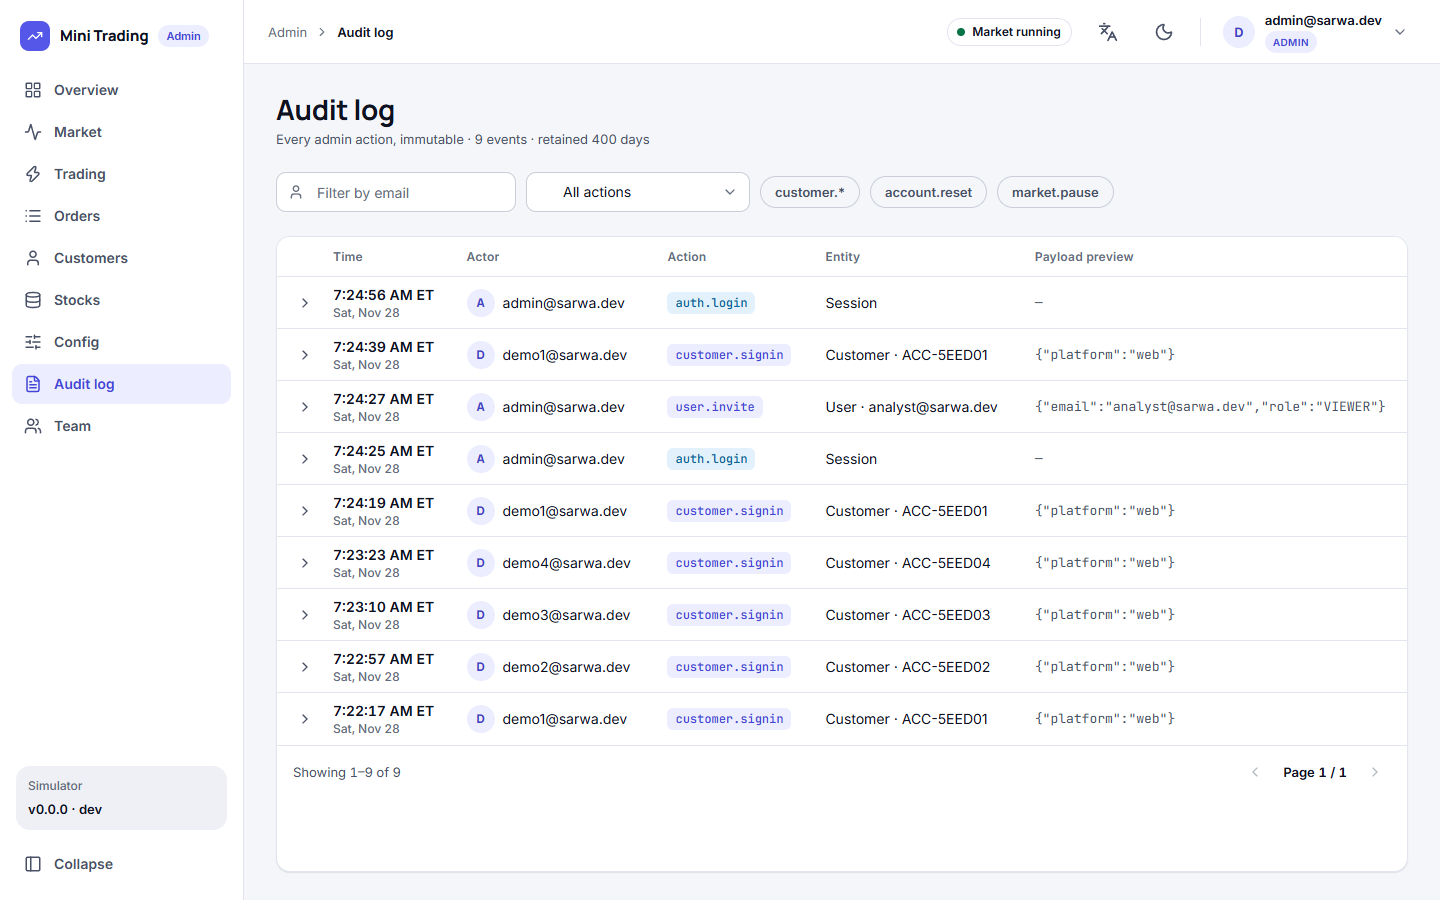 Mini Trading Admin
Overview
Market
Trading
Orders
Customers
Stocks
Config
Audit log
Team
Simulator
v0.0.0 · dev
Collapse
Admin > Audit log
Market running
D
admin@sarwa.dev
ADMIN
Audit log
Every admin action, immutable · 9 events · retained 400 days
Filter by email
All actions
customer.*
account.reset
market.pause
Time Actor Action Entity Payload preview
7:24:56 AM ET A admin@sarwa.dev auth.login Session —
Sat, Nov 28
7:24:39 AM ET D demo1@sarwa.dev customer.signin Customer · ACC-5EED01 {"platform":"web"}
Sat, Nov 28
7:24:27 AM ET A admin@sarwa.dev user.invite User · analyst@sarwa.dev {"email":"analyst@sarwa.dev","role":"VIEWER"}
Sat, Nov 28
7:24:25 AM ET A admin@sarwa.dev auth.login Session —
Sat, Nov 28
7:24:19 AM ET D demo1@sarwa.dev customer.signin Customer · ACC-5EED01 {"platform":"web"}
Sat, Nov 28
7:23:23 AM ET D demo4@sarwa.dev customer.signin Customer · ACC-5EED04 {"platform":"web"}
Sat, Nov 28
7:23:10 AM ET D demo3@sarwa.dev customer.signin Customer · ACC-5EED03 {"platform":"web"}
Sat, Nov 28
7:22:57 AM ET D demo2@sarwa.dev customer.signin Customer · ACC-5EED02 {"platform":"web"}
Sat, Nov 28
7:22:17 AM ET D demo1@sarwa.dev customer.signin Customer · ACC-5EED01 {"platform":"web"}
Sat, Nov 28
Showing 1–9 of 9
Page 1 / 1